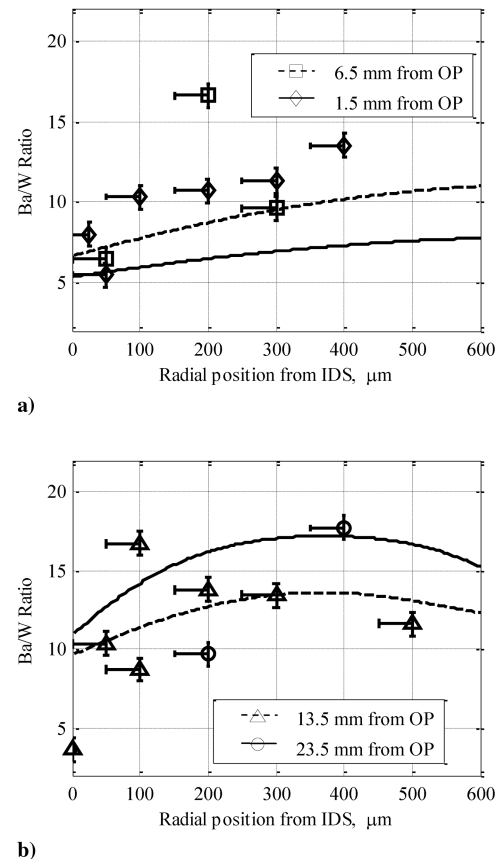 20
15
10
5
Ba/W Ratio
6.5 mm from OP
1.5 mm from OP
0 100 200 300 400 500 600
Radial position from IDS, μm
a)
20
15
10
5
Ba/W Ratio
13.5 mm from OP
23.5 mm from OP
0 100 200 300 400 500 600
Radial position from IDS, μm
b)